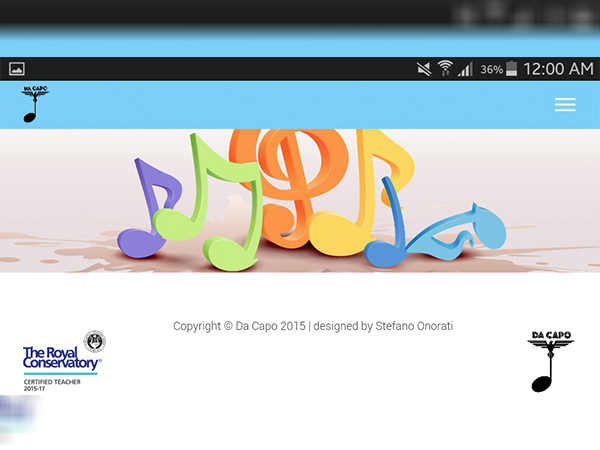 36% 12:00 AM
DA CAPO
Copyright © Da Capo 2015 | designed by Stefano Onorati
The Royal
Conservatory
CERTIFIED TEACHER
2015-17
DA CAPO